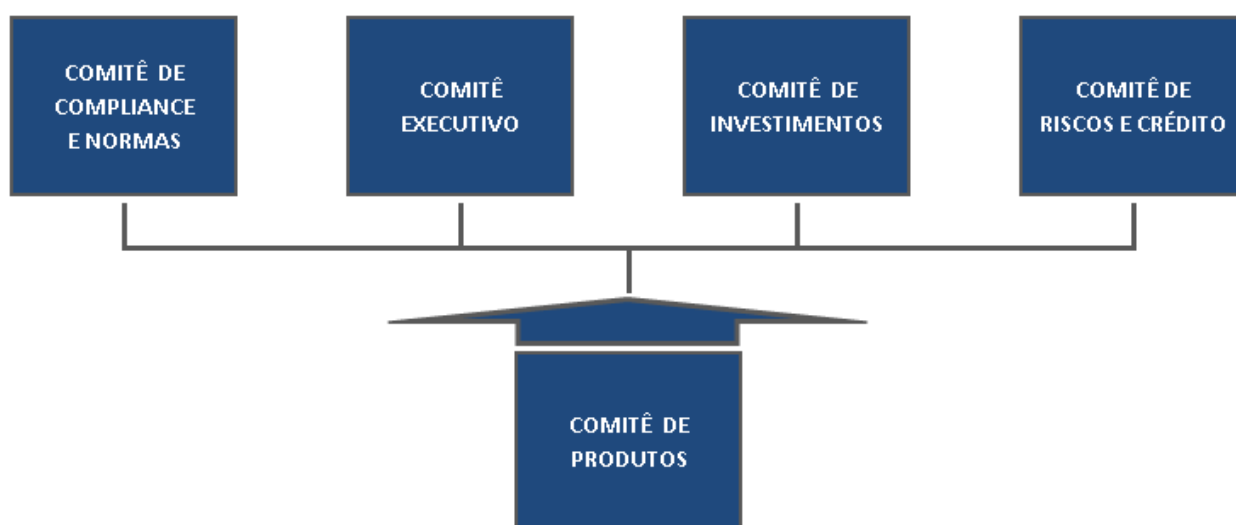 COMITÊ DE
COMPLIANCE
E NORMAS
COMITÊ
EXECUTIVO
COMITÊ DE
INVESTIMENTOS
COMITÊ DE
RISCOS E CRÉDITO
COMITÊ DE
PRODUTOS